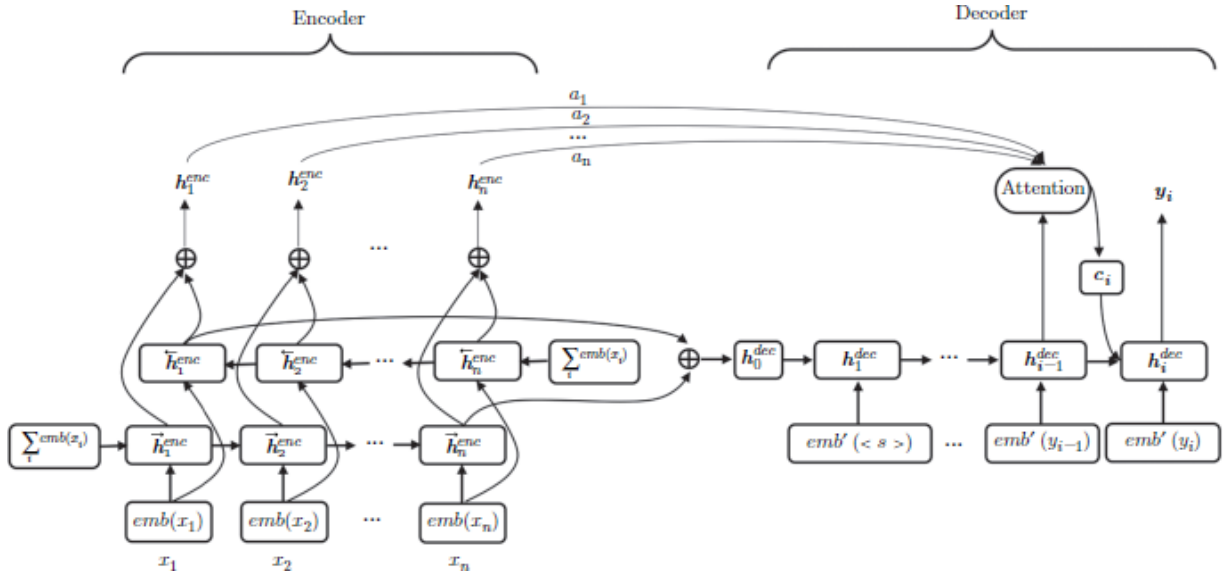 Encoder Decoder
a₁
a₂
...
aₙ
h₁ᵉⁿᶜ h₂ᵉⁿᶜ hₙᵉⁿᶜ Attention yᵢ
⊕ ⊕ ... ⊕
cᵢ
←h₁ᵉⁿᶜ ←h₂ᵉⁿᶜ ... ←hₙᵉⁿᶜ ∑ᵢ emb(xᵢ) ⊕ h₀ᵈᵉᶜ h₁ᵈᵉᶜ ... hᵢ₋₁ᵈᵉᶜ hᵢᵈᵉᶜ
∑ᵢ emb(xᵢ) →h₁ᵉⁿᶜ →h₂ᵉⁿᶜ ... →hₙᵉⁿᶜ emb′ (< s >) ... emb′ (yᵢ₋₁) emb′ (yᵢ)
emb(x₁) emb(x₂) ... emb(xₙ)
x₁ x₂ xₙ